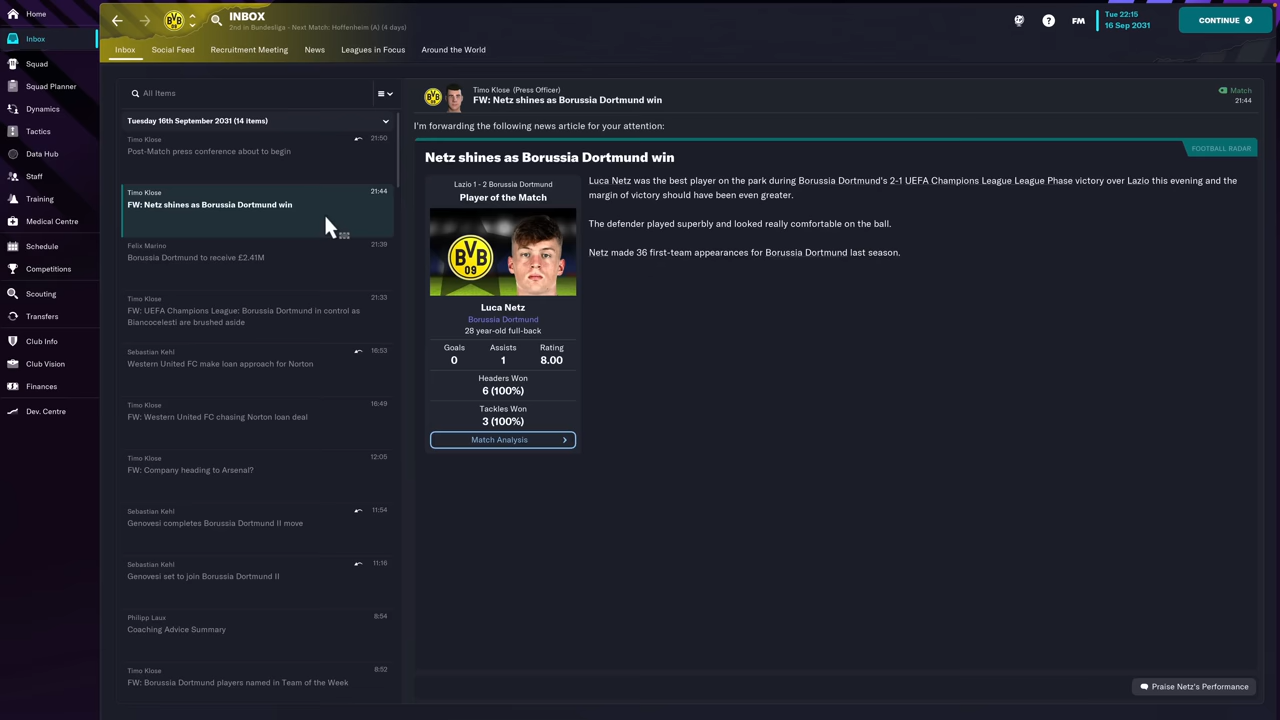 Home
Inbox
Squad
Squad Planner
Dynamics
Tactics
Data Hub
Staff
Training
Medical Centre
Schedule
Competitions
Scouting
Transfers
Club Info
Club Vision
Finances
Dev. Centre
BVB
09
INBOX
2nd in Bundesliga - Next Match: Hoffenheim (A) (4 days)
FM
Tue 22:15
16 Sep 2031
CONTINUE
Inbox
Social Feed
Recruitment Meeting
News
Leagues in Focus
Around the World
All Items
Tuesday 16th September 2031 (14 items)
Timo Klose 21:50
Post-Match press conference about to begin
Timo Klose 21:44
FW: Netz shines as Borussia Dortmund win
Felix Marino 21:39
Borussia Dortmund to receive £2.41M
Timo Klose 21:33
FW: UEFA Champions League: Borussia Dortmund in control as
Biancocelesti are brushed aside
Sebastian Kehl 16:53
Western United FC make loan approach for Norton
Timo Klose 16:49
FW: Western United FC chasing Norton loan deal
Timo Klose 12:05
FW: Company heading to Arsenal?
Sebastian Kehl 11:54
Genovesi completes Borussia Dortmund II move
Sebastian Kehl 11:16
Genovesi set to join Borussia Dortmund II
Philipp Laux 8:54
Coaching Advice Summary
Timo Klose 8:52
FW: Borussia Dortmund players named in Team of the Week
BVB
09
Timo Klose (Press Officer)
FW: Netz shines as Borussia Dortmund win
Match
21:44
I'm forwarding the following news article for your attention:
FOOTBALL RADAR
Netz shines as Borussia Dortmund win
Lazio 1 - 2 Borussia Dortmund
Player of the Match
BVB
09
Luca Netz
Borussia Dortmund
28 year-old full-back
Goals Assists Rating
0 1 8.00
Headers Won
6 (100%)
Tackles Won
3 (100%)
Match Analysis
Luca Netz was the best player on the park during Borussia Dortmund's 2-1 UEFA Champions League League Phase victory over Lazio this evening and the
margin of victory should have been even greater.
The defender played superbly and looked really comfortable on the ball.
Netz made 36 first-team appearances for Borussia Dortmund last season.
Praise Netz's Performance